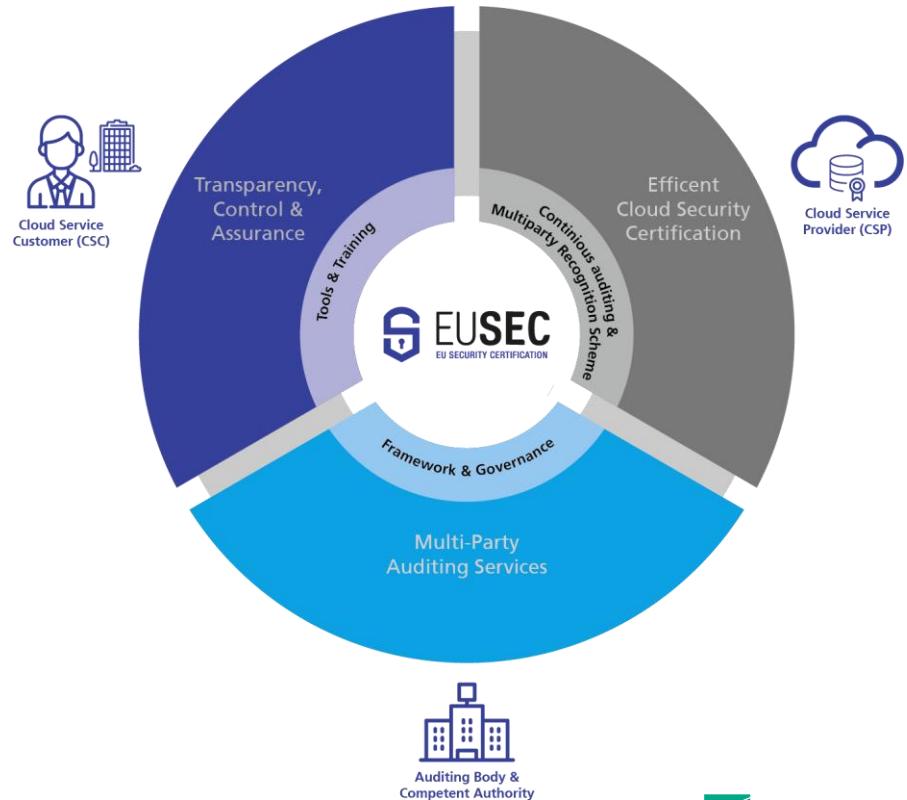 Transparency,
Control &
Assurance
Tools & Training
Cloud Service
Customer (CSC)
Efficent
Cloud Security
Certification
Continious auditing &
Multiparty Recognition Scheme
Cloud Service
Provider (CSP)
EUSEC
EU SECURITY CERTIFICATION
Framework & Governance
Multi-Party
Auditing Services
Auditing Body &
Competent Authority